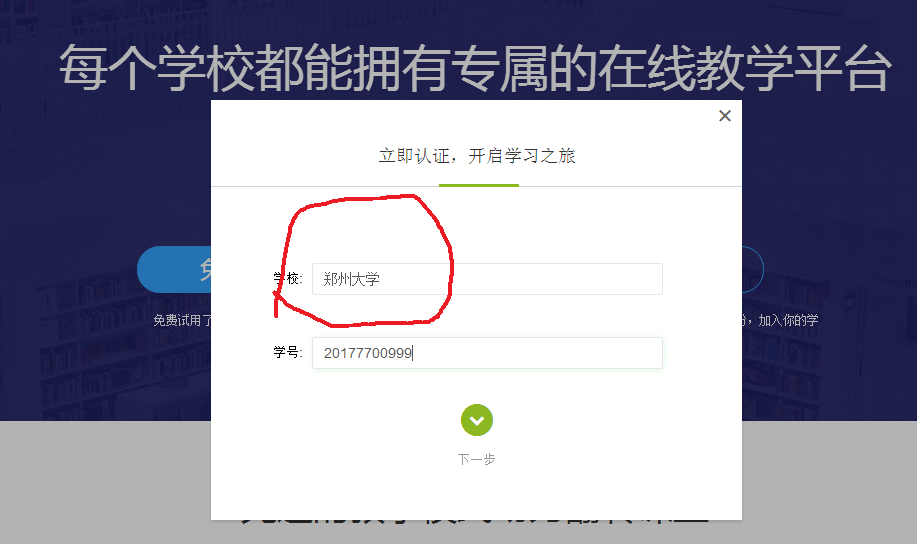 每个学校都能拥有专属的在线教学平台
×
立即认证，开启学习之旅
学校: 郑州大学
免费试用
加入你的学
学号: 20177700999
下一步